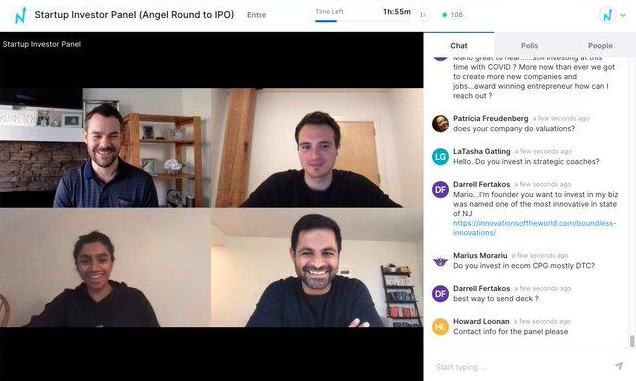 Startup Investor Panel (Angel Round to IPO)
Entre
Time Left
1h:55m
108
Startup Investor Panel
Chat
Polls
People
Mario great to hear......still investing at this
time with COVID ? More now than ever we got
to create more new companies and
jobs...award winning entrepreneur how can I
reach out ?
Patricia Freudenberg a few seconds ago
does your company do valuations?
LG
LaTasha Gatling a few seconds ago
Hello. Do you invest in strategic coaches?
DF
Darrell Fertakos a few seconds ago
Mario...I'm founder you want to invest in my biz
was named one of the most innovative in state
of NJ
https://innovationsoftheworld.com/boundless-
innovations/
Marius Morariu a few seconds ago
Do you invest in ecom CPG mostly DTC?
DF
Darrell Fertakos a few seconds ago
best way to send deck ?
HL
Howard Loonan a few seconds ago
Contact info for the panel please
Start typing ...